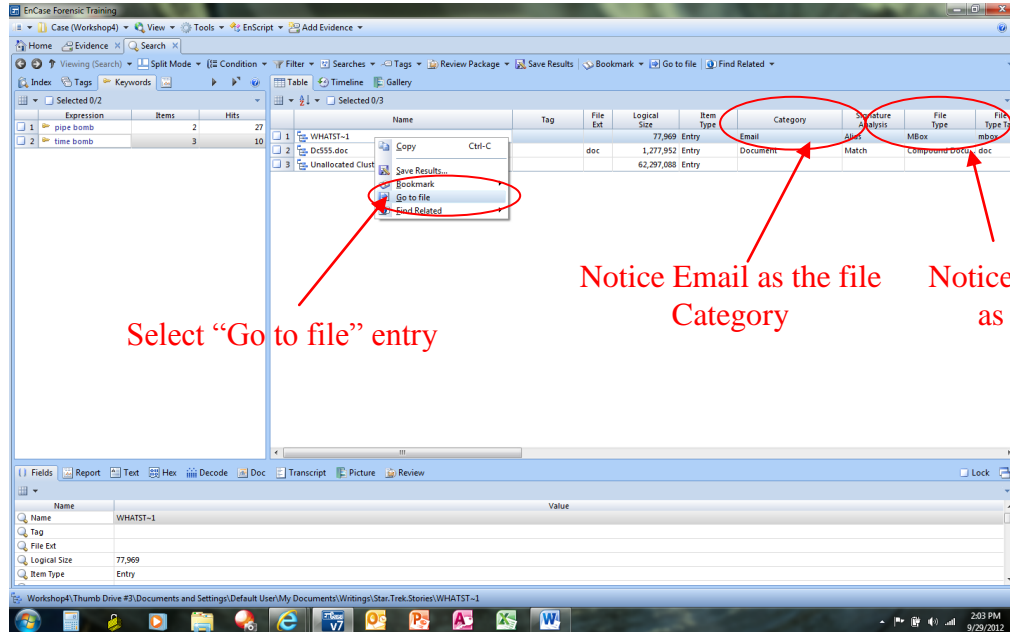 EnCase Forensic Training
Case (Workshop4) View Tools EnScript Add Evidence
Home Evidence Search
Viewing (Search) Split Mode Condition Filter Searches Tags Review Package Save Results Bookmark Go to file Find Related
Index Tags Keywords
Table Timeline Gallery
Selected 0/2
Selected 0/3
Expression Items Hits
1 pipe bomb 2 27
2 time bomb 3 10
Name Tag File Ext Logical Size Item Type Category Signature Analysis File Type File
1 WHATST~1 77,969 Entry Email Alias MBox mbox
2 Dc555.doc doc 1,277,952 Entry Document Match Compound Docu... doc
3 Unallocated Clust 62,297,088 Entry
Copy Ctrl-C
Save Results...
Bookmark
Go to file
Find Related
Notice Email as the file
Category
Notice
as
Select “Go to file” entry
Fields Report Text Hex Decode Doc Transcript Picture Review Lock
Name Value
Name WHATST~1
Tag
File Ext
Logical Size 77,969
Item Type Entry
Workshop4\Thumb Drive #3\Documents and Settings\Default User\My Documents\Writings\Star.Trek.Stories\WHATST~1
v7
2:03 PM
9/29/2012